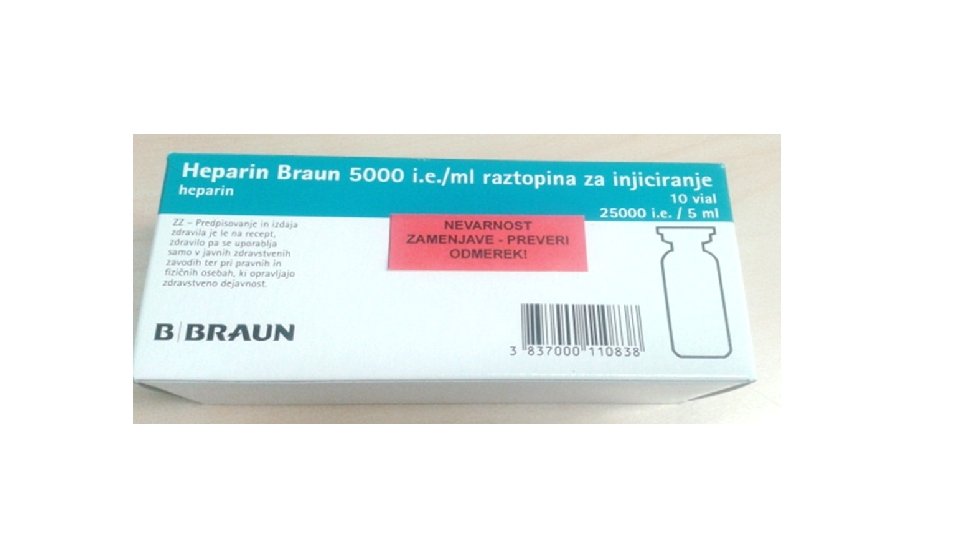 Heparin Braun 5000 i.e./ml raztopina za injiciranje
heparin
10 vial
25000 i.e. / 5 ml
ZZ – Predpisovanje in izdaja
zdravila je le na recept,
zdravilo pa se uporablja
samo v javnih zdravstvenih
zavodih ter pri pravnih in
fizičnih osebah, ki opravljajo
zdravstveno dejavnost.
NEVARNOST
ZAMENJAVE - PREVERI
ODMEREK!
B BRAUN
3 837000 110838